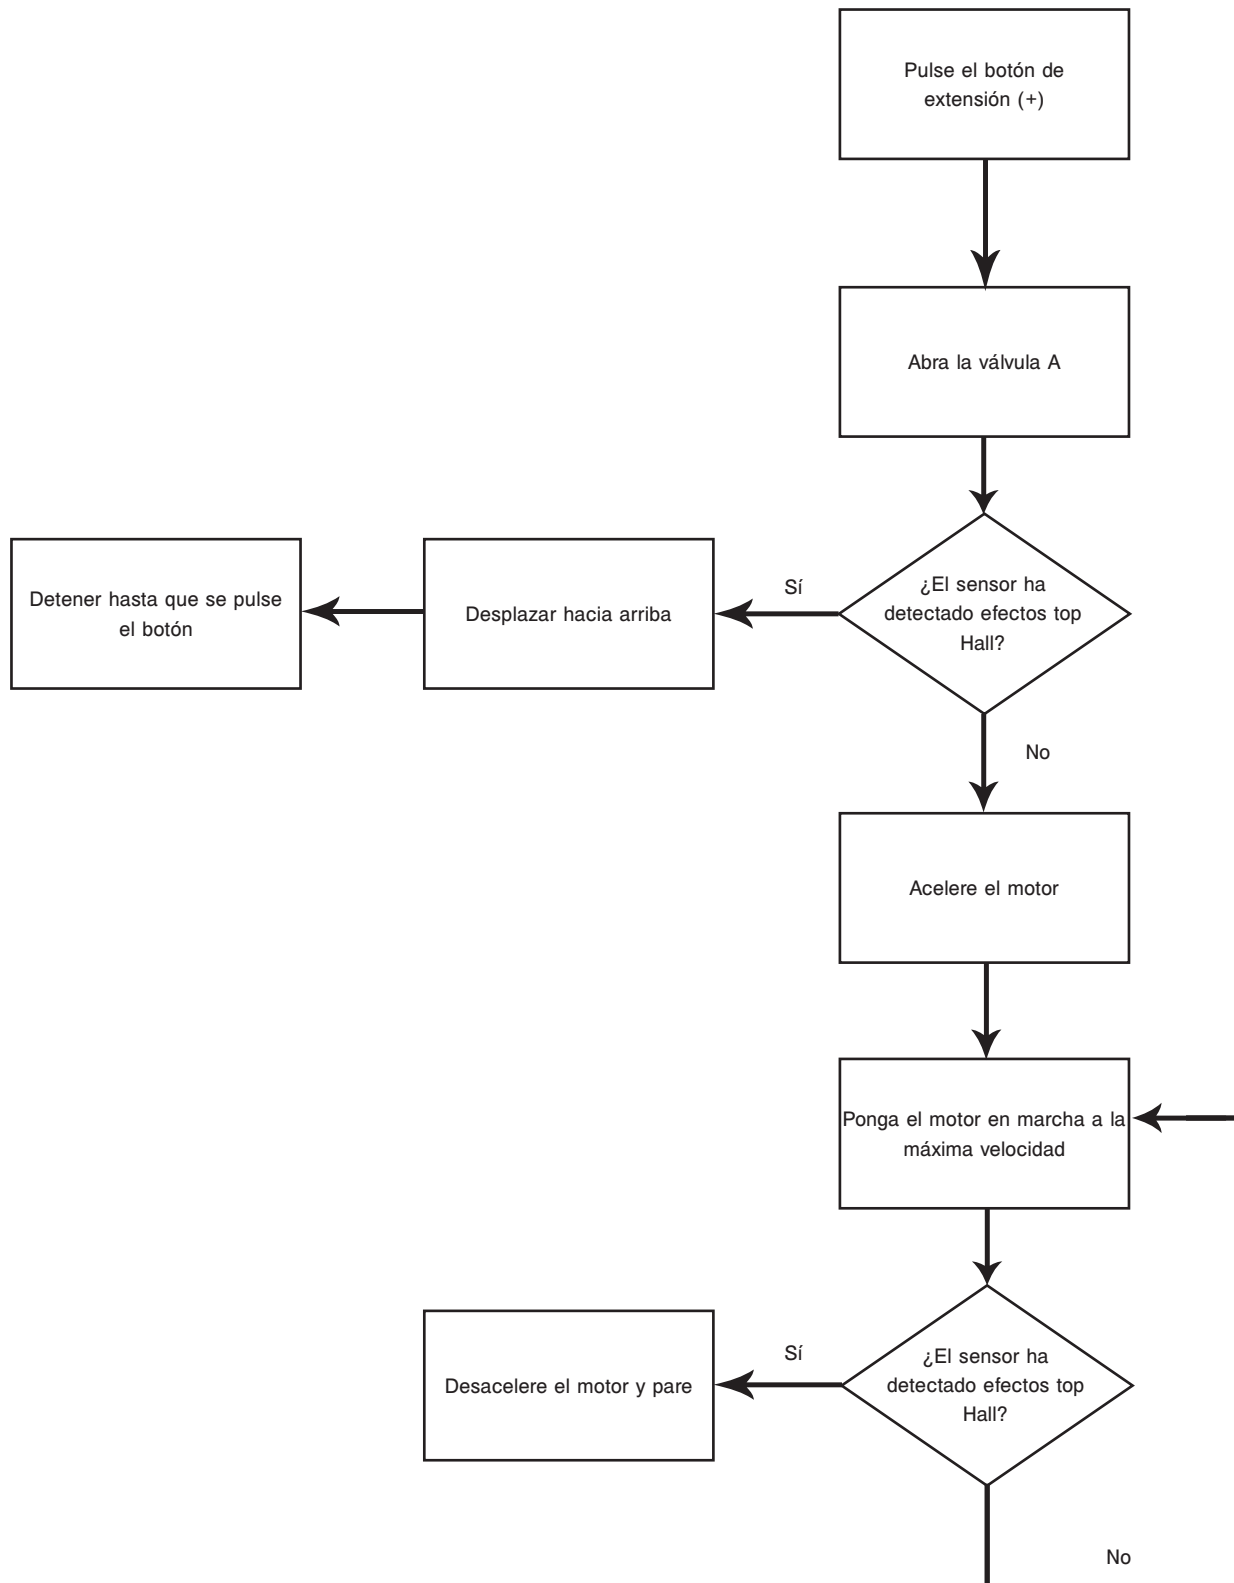 Pulse el botón de
extensión (+)
Abra la válvula A
¿El sensor ha
detectado efectos top
Hall?
Sí
Desplazar hacia arriba
Detener hasta que se pulse
el botón
No
Acelere el motor
Ponga el motor en marcha a la
máxima velocidad
¿El sensor ha
detectado efectos top
Hall?
Sí
Desacelere el motor y pare
No